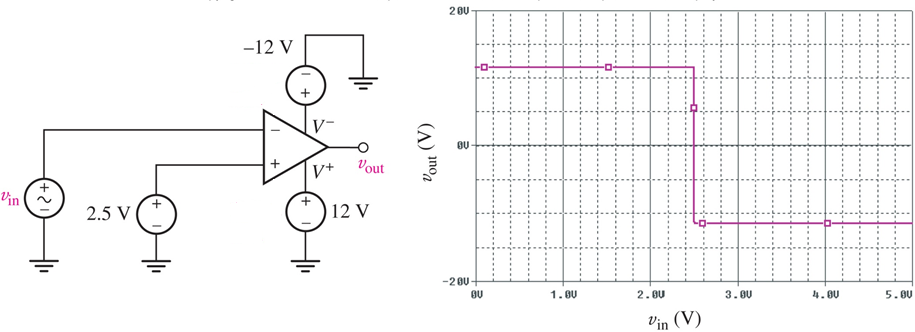 −12 V
−
+
V−
−
+
V+
vout
vin
+
−
2.5 V
+
−
+
−
12 V
20V
0V
−20V
vout (V)
0V 1.0V 2.0V 3.0V 4.0V 5.0V
vin (V)